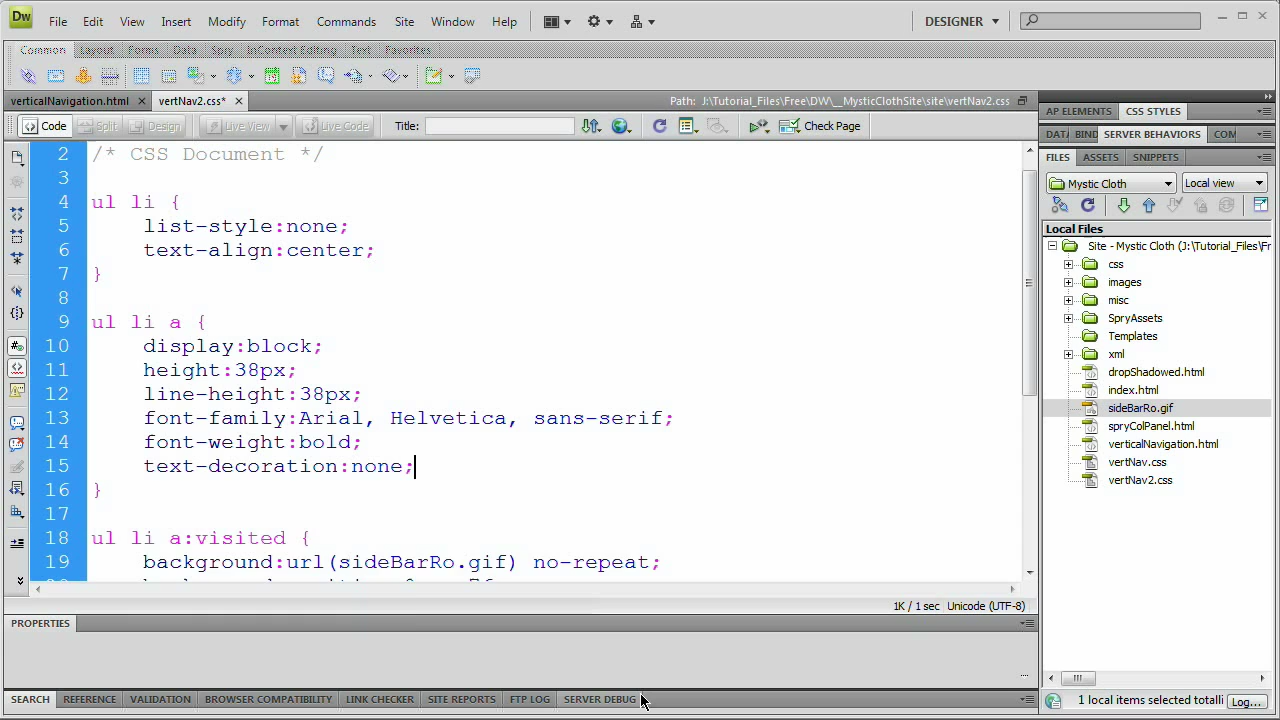 Dw File Edit View Insert Modify Format Commands Site Window Help DESIGNER
Common Layout Forms Data Spry InContext Editing Text Favorites
verticalNavigation.html vertNav2.css* Path: J:\Tutorial_Files\Free\DW\__MysticClothSite\site\vertNav2.css
Code Split Design Live View Live Code Title: Check Page
2 /* CSS Document */
3
4 ul li {
5 list-style:none;
6 text-align:center;
7 }
8
9 ul li a {
10 display:block;
11 height:38px;
12 line-height:38px;
13 font-family:Arial, Helvetica, sans-serif;
14 font-weight:bold;
15 text-decoration:none;
16 }
17
18 ul li a:visited {
19 background:url(sideBarRo.gif) no-repeat;
1K / 1 sec Unicode (UTF-8)
PROPERTIES
SEARCH REFERENCE VALIDATION BROWSER COMPATIBILITY LINK CHECKER SITE REPORTS FTP LOG SERVER DEBUG
AP ELEMENTS CSS STYLES
DATA BIND SERVER BEHAVIORS COM
FILES ASSETS SNIPPETS
Mystic Cloth Local view
Local Files
Site - Mystic Cloth (J:\Tutorial_Files\Fr
css
images
misc
SpryAssets
Templates
xml
dropShadowed.html
index.html
sideBarRo.gif
spryColPanel.html
verticalNavigation.html
vertNav.css
vertNav2.css
1 local items selected totalli Log...